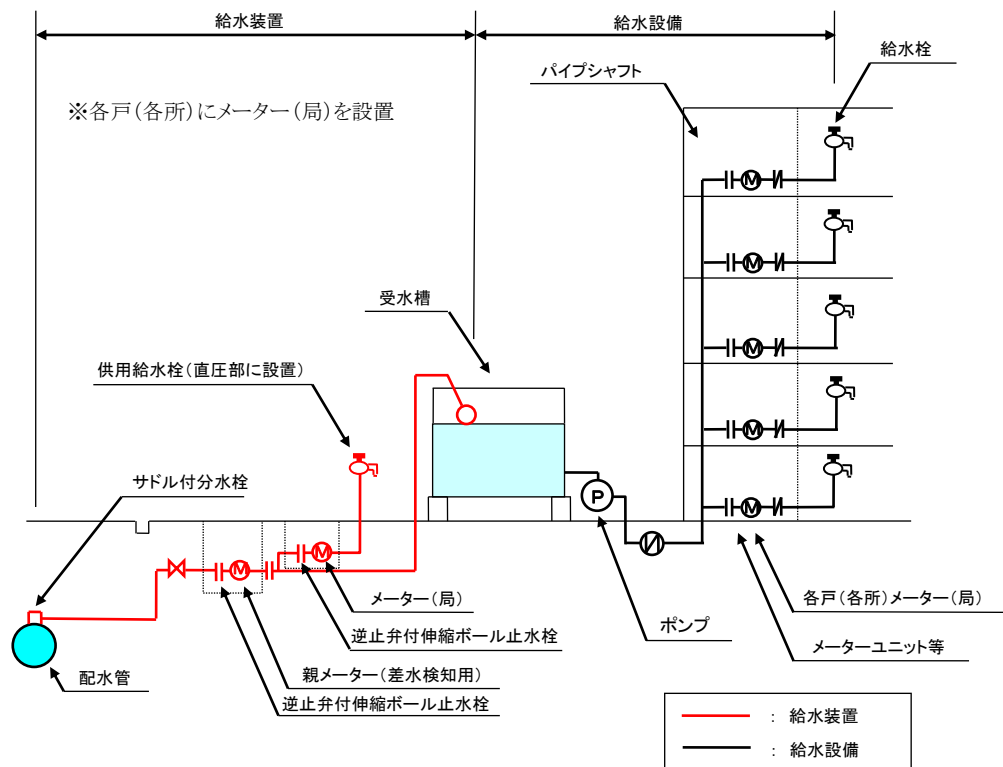 給水装置
給水設備
給水栓
パイプシャフト
※各戸(各所)にメーター(局)を設置
M
M
M
受水槽
供用給水栓(直圧部に設置)
M
サドル付分水栓
P
M
M
M
メーター(局)
各戸(各所)メーター(局)
逆止弁付伸縮ボール止水栓
ポンプ
メーターユニット等
配水管
親メーター(差水検知用)
逆止弁付伸縮ボール止水栓
: 給水装置
: 給水設備